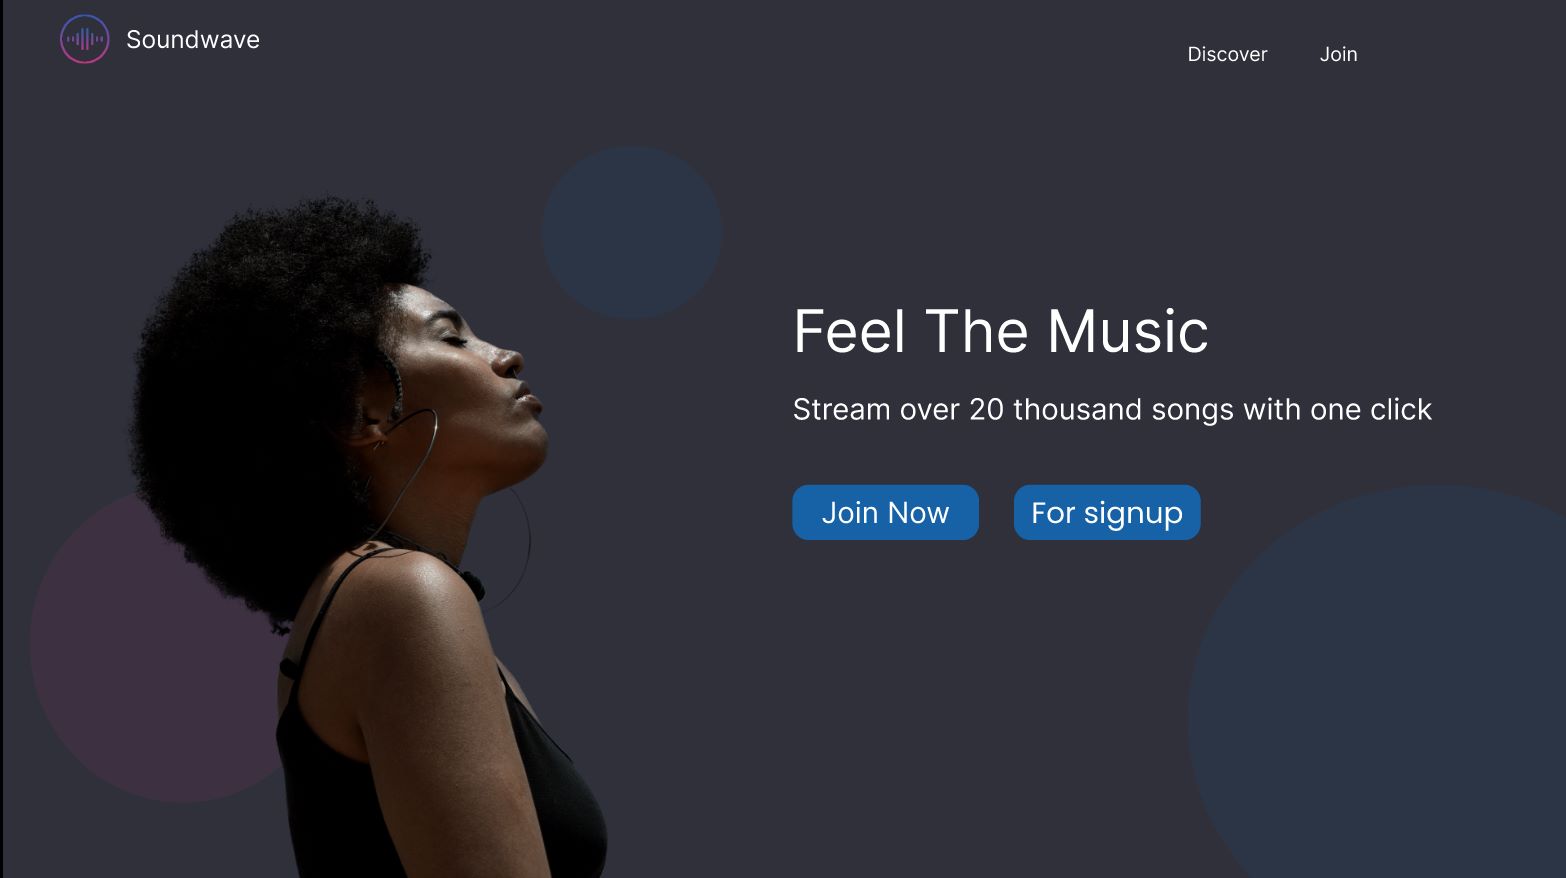 Soundwave
Discover
Join
Feel The Music
Stream over 20 thousand songs with one click
Join Now
For signup